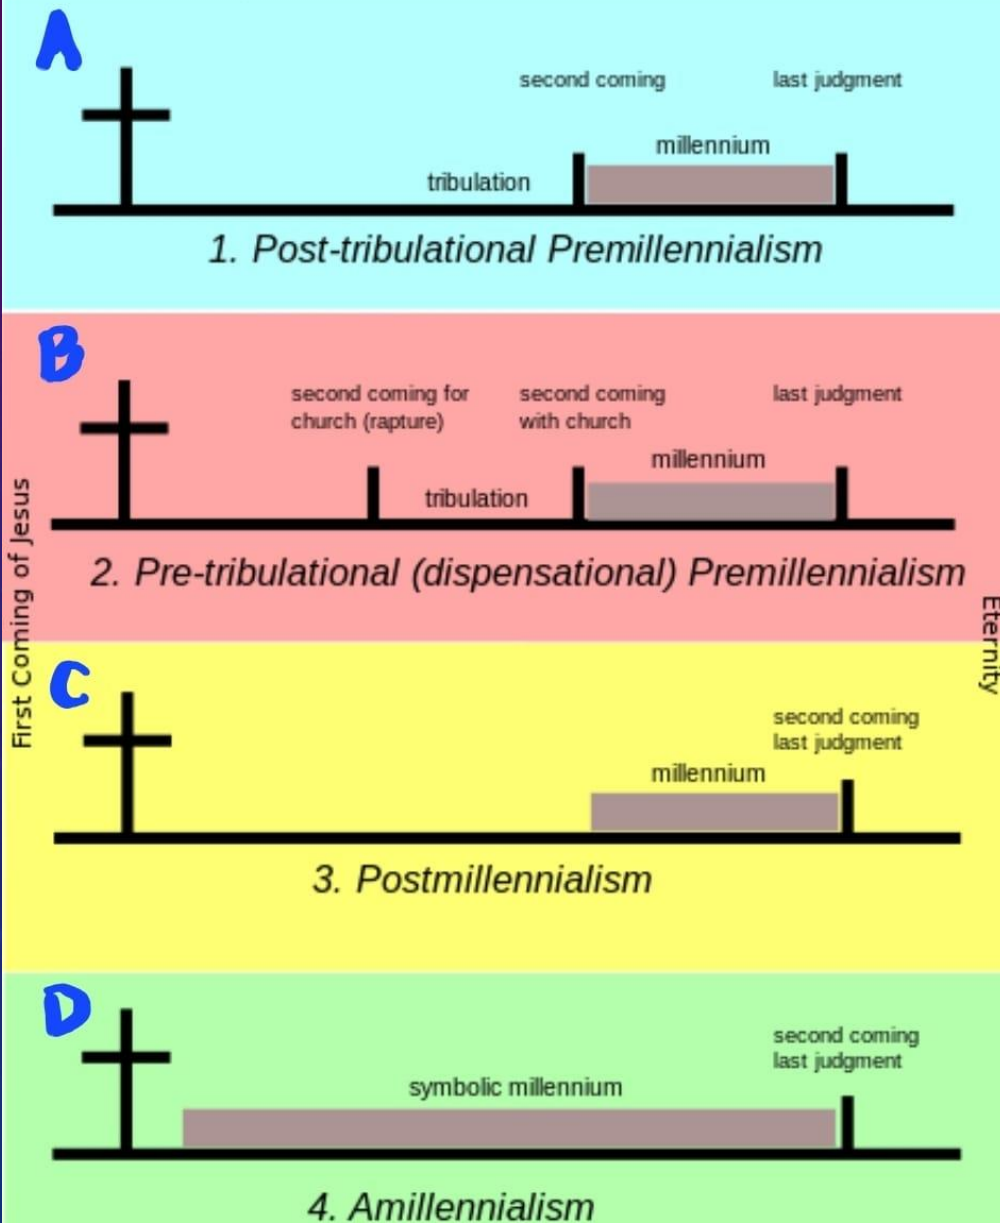 A
second coming
last judgment
millennium
tribulation
1. Post-tribulational Premillennialism
B
second coming for
church (rapture)
second coming
with church
last judgment
millennium
tribulation
2. Pre-tribulational (dispensational) Premillennialism
First Coming of Jesus
Eternity
C
second coming
last judgment
millennium
3. Postmillennialism
D
second coming
last judgment
symbolic millennium
4. Amillennialism